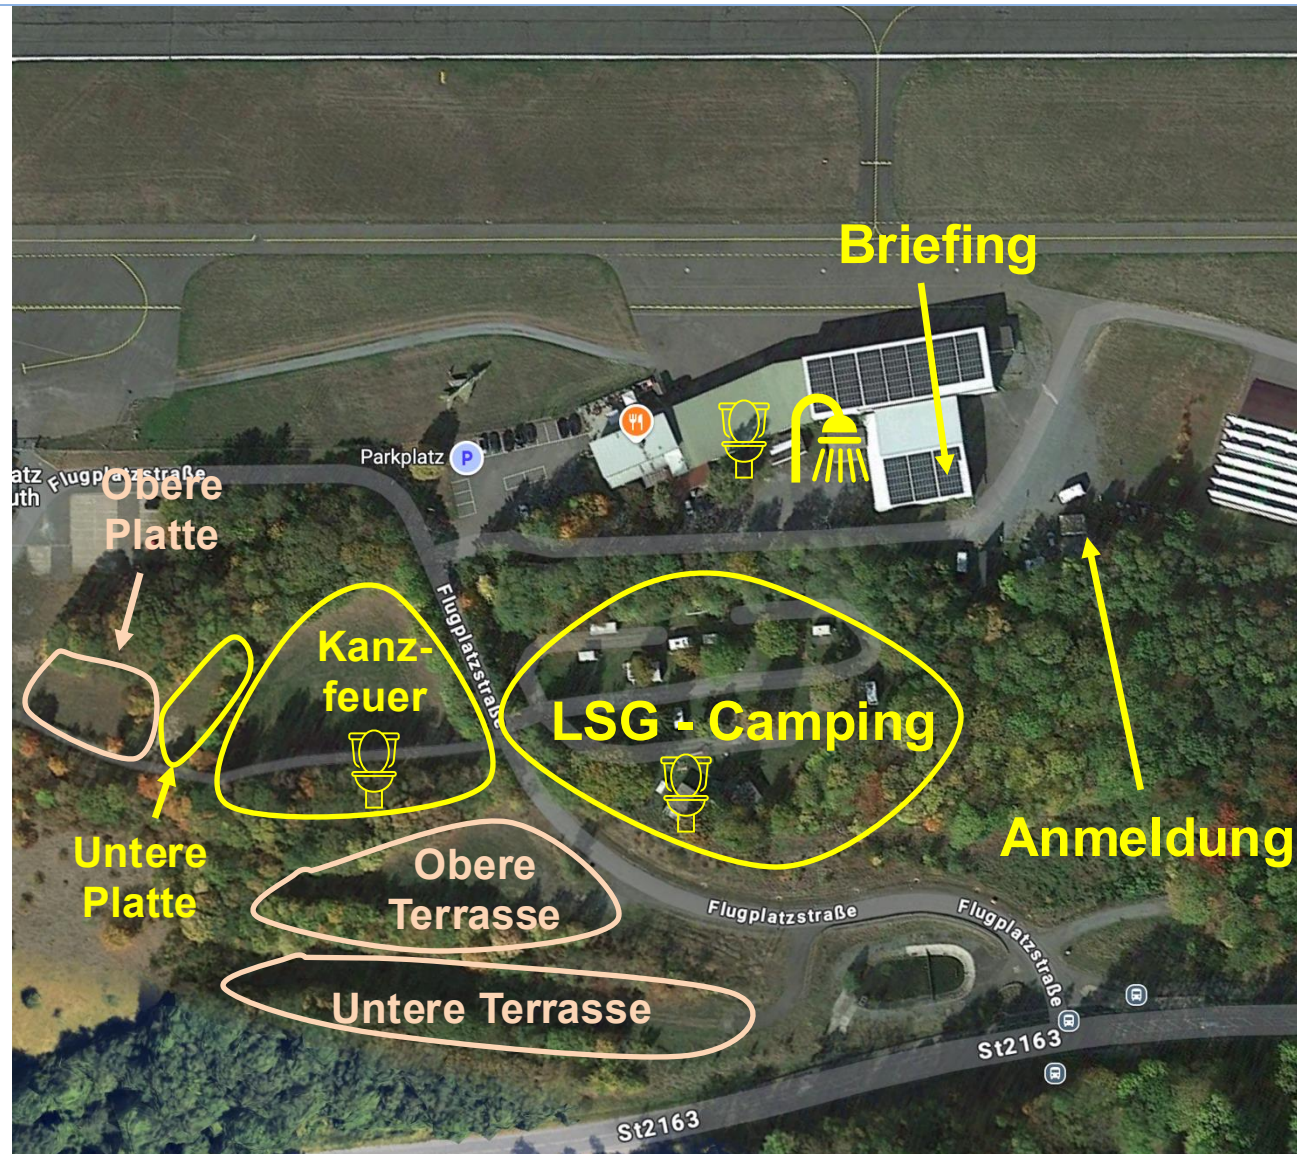 Briefing
Parkplatz
P
atz
uth
Flugplatzstraße
Obere
Platte
Flugplatzstraße
Kanz-
feuer
LSG - Camping
Untere
Platte
Anmeldung
Obere
Terrasse
Flugplatzstraße
Flugplatzstraße
Untere Terrasse
St2163
St2163